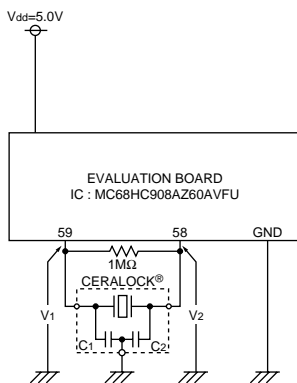 Vdd=5.0V
EVALUATION BOARD
IC : MC68HC908AZ60AVFU
59 58 GND
1MΩ
CERALOCK®
V1 V2
C1 C2